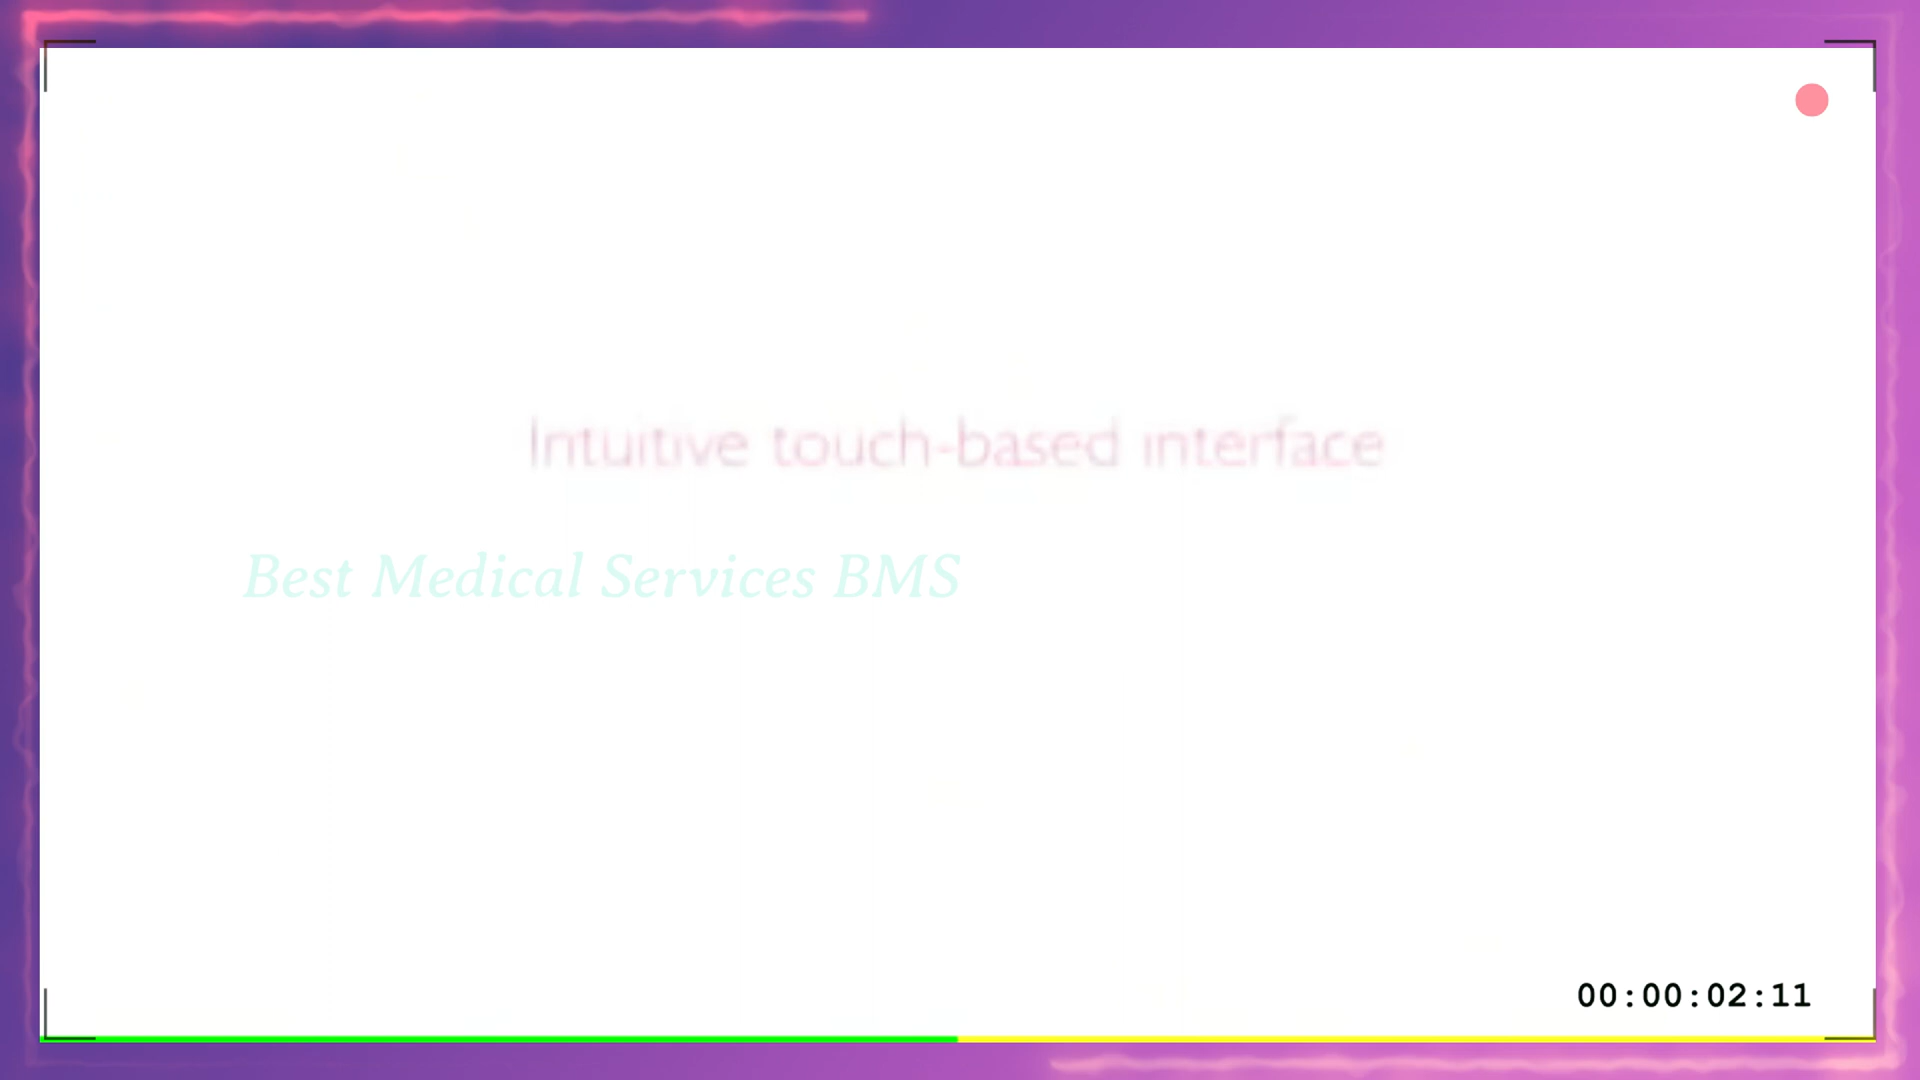 Intuitive touch-based interface
Best Medical Services BMS
00:00:02:11